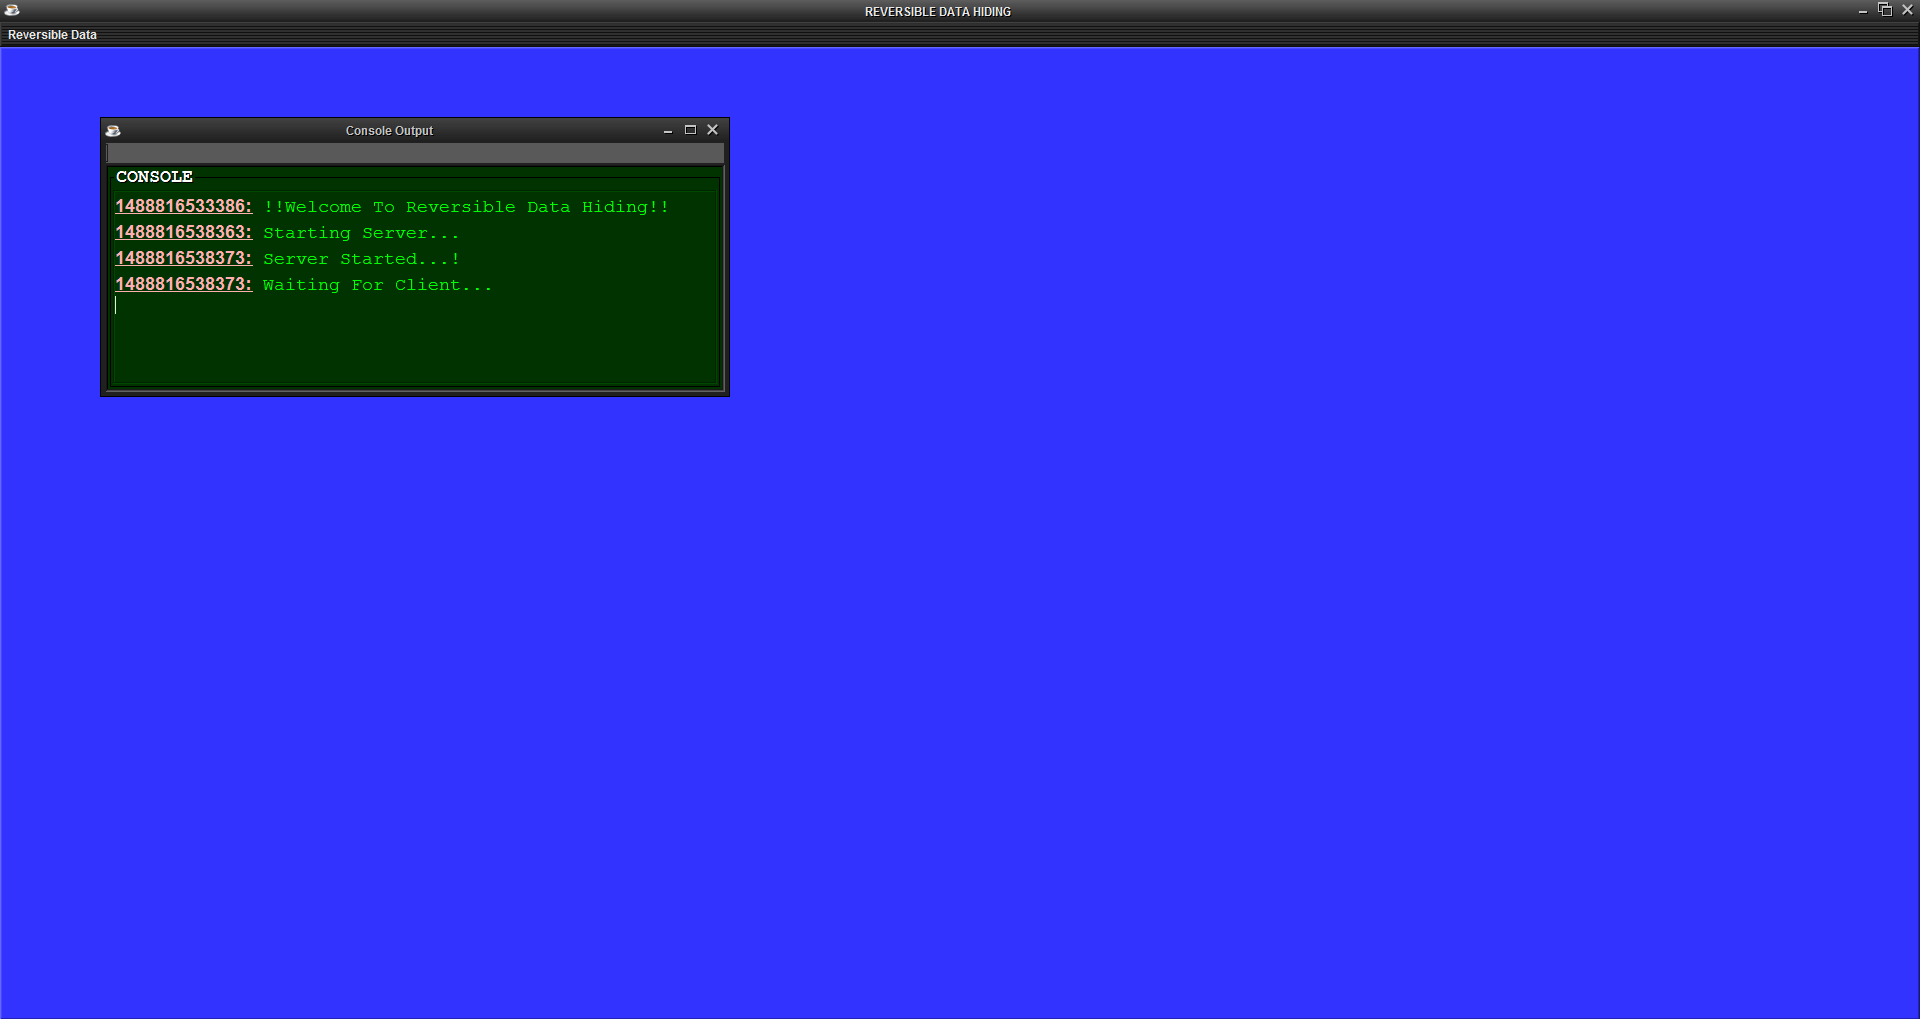 REVERSIBLE DATA HIDING
Reversible Data
Console Output
CONSOLE
1488816533386: !!Welcome To Reversible Data Hiding!!
1488816538363: Starting Server...
1488816538373: Server Started...!
1488816538373: Waiting For Client...